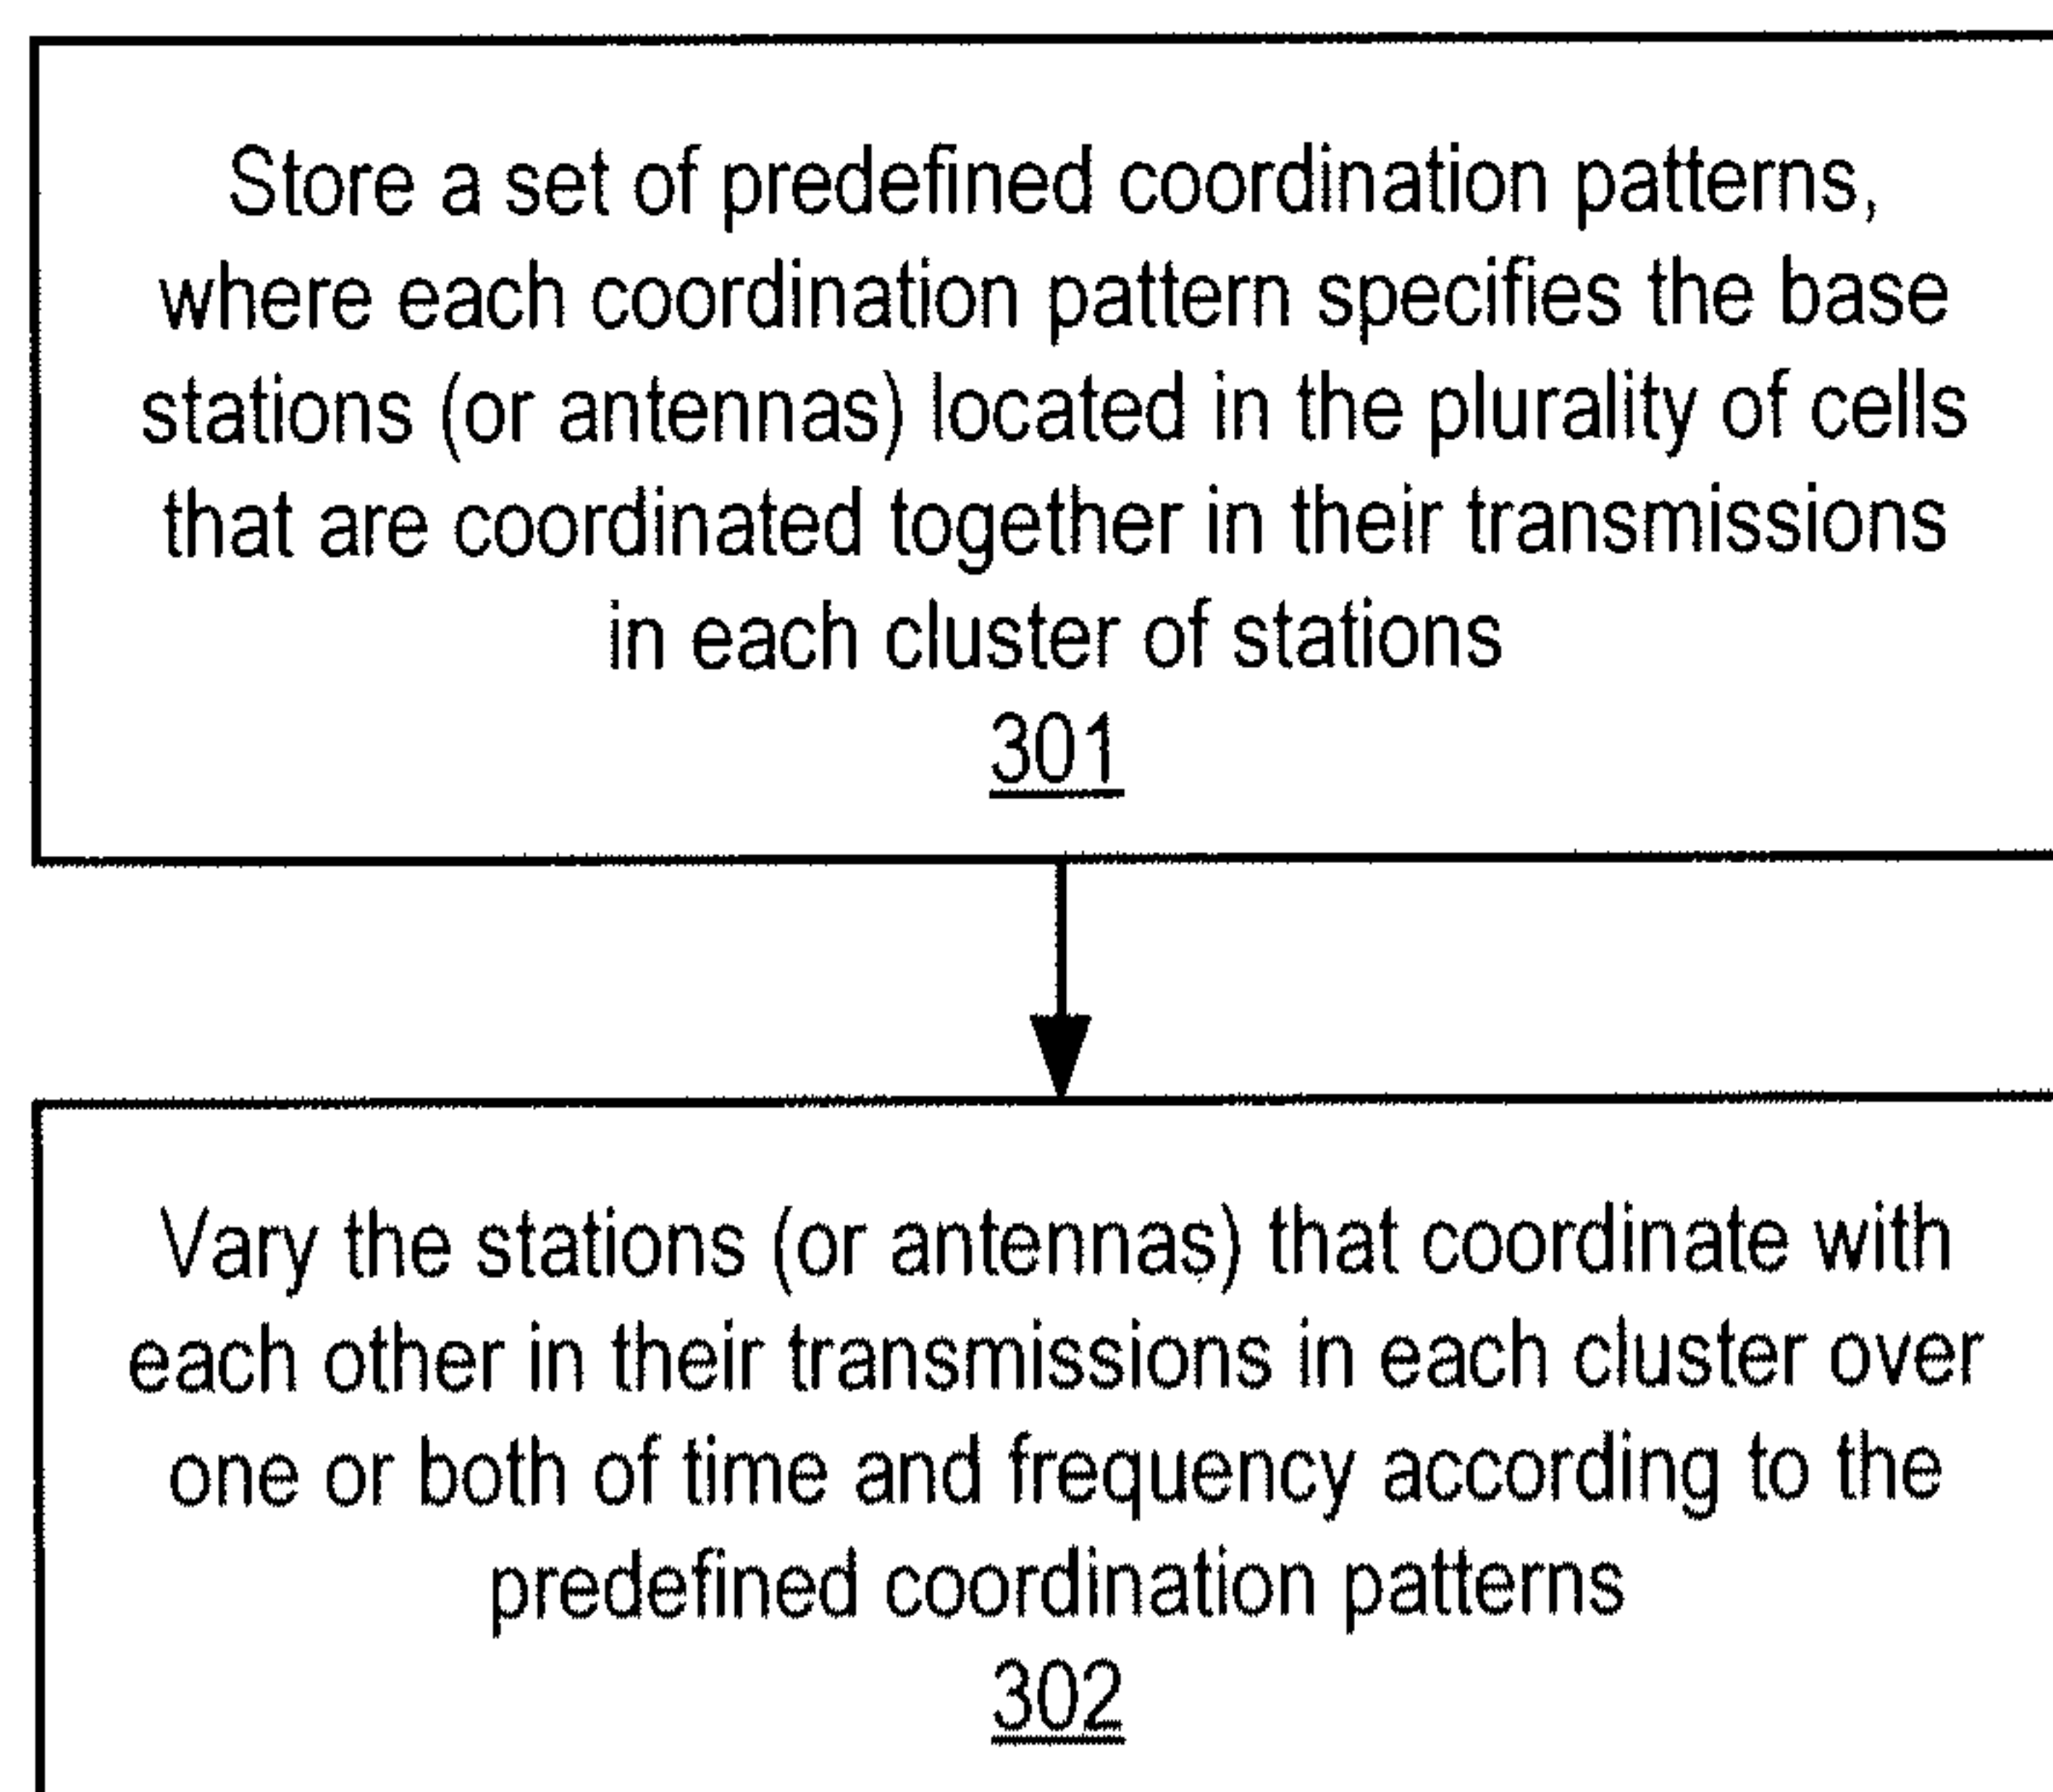 Store a set of predefined coordination patterns,
where each coordination pattern specifies the base
stations (or antennas) located in the plurality of cells
that are coordinated together in their transmissions
in each cluster of stations
301
Vary the stations (or antennas) that coordinate with
each other in their transmissions in each cluster over
one or both of time and frequency according to the
predefined coordination patterns
302